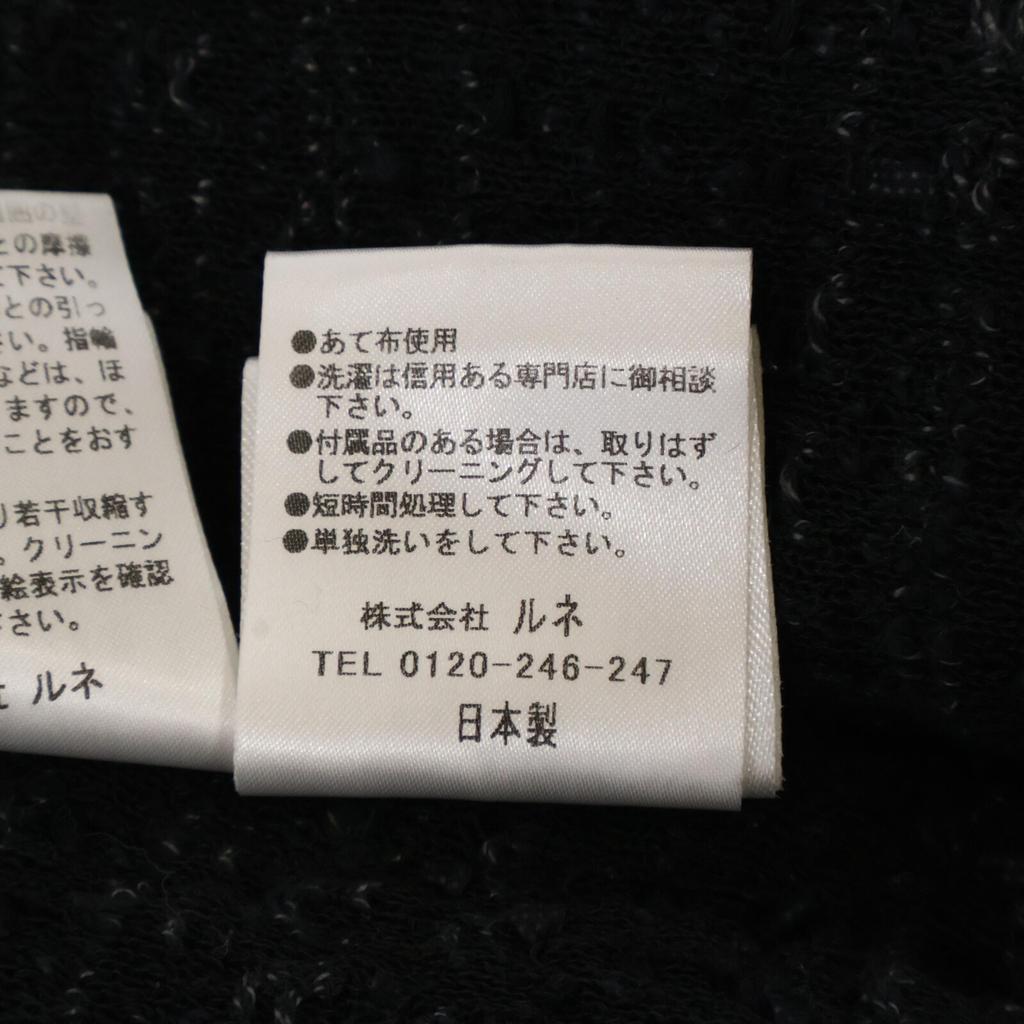 との摩擦
て下さい。
との引っ
さい。指輪
などは、ほ
ますので、
ことをおす
り若干収縮す
。クリーニン
絵表示を確認
下さい。
社 ルネ
●あて布使用
●洗濯は信用ある専門店に御相談
下さい。
●付属品のある場合は、取りはず
してクリーニングして下さい。
●短時間処理して下さい。
●単独洗いをして下さい。
株式会社 ルネ
TEL 0120-246-247
日本製